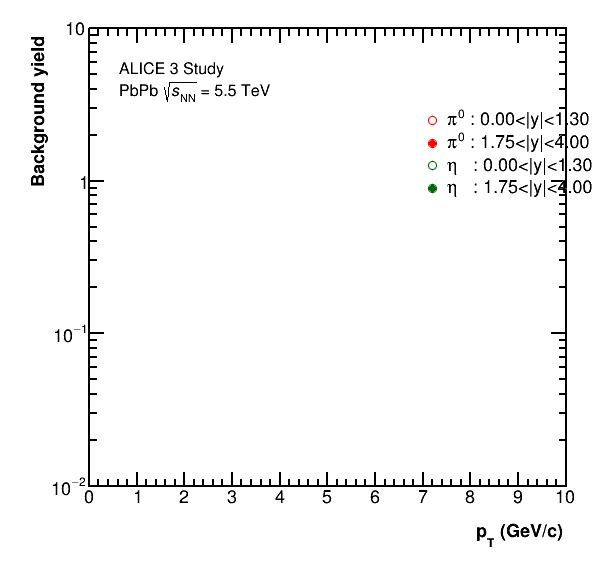 10
Background yield
ALICE 3 Study
PbPb √sNN = 5.5 TeV
π⁰ : 0.00<|y|<1.30
π⁰ : 1.75<|y|<4.00
η : 0.00<|y|<1.30
η : 1.75<|y|<4.00
1
10⁻¹
10⁻²
0 1 2 3 4 5 6 7 8 9 10
pT (GeV/c)